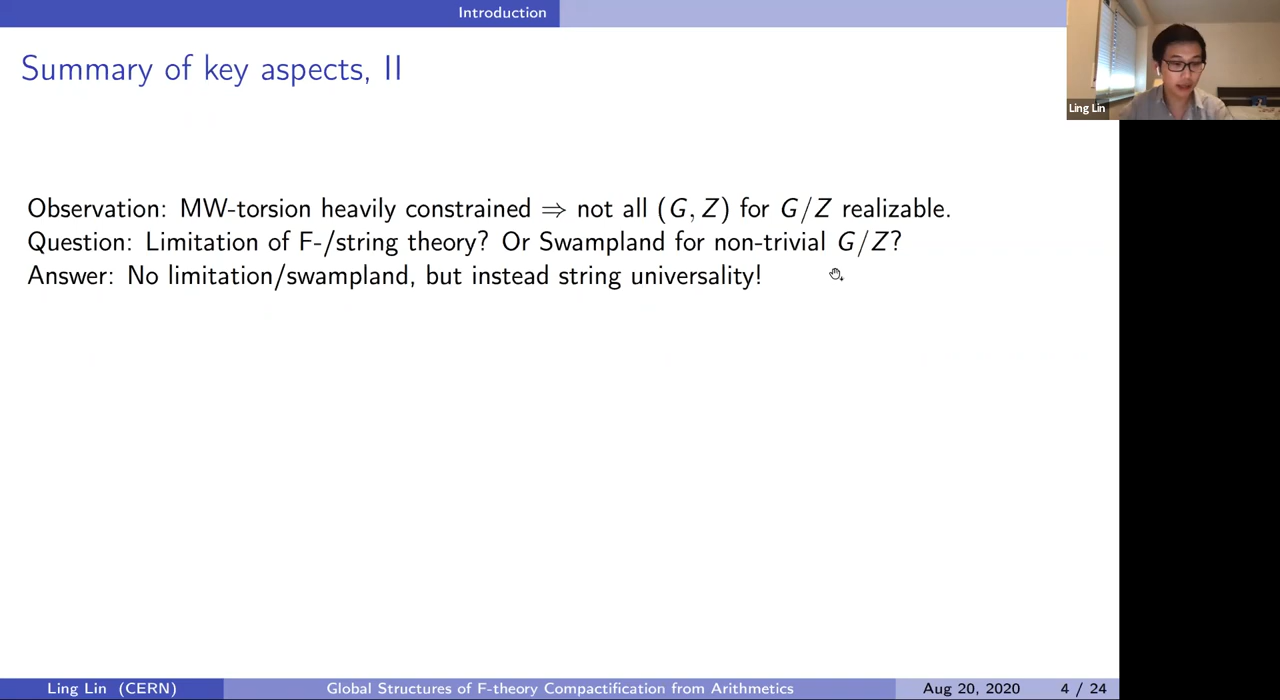 Introduction
Summary of key aspects, II
Ling Lin
Observation: MW-torsion heavily constrained ⇒ not all (G, Z) for G/Z realizable.
Question: Limitation of F-/string theory? Or Swampland for non-trivial G/Z?
Answer: No limitation/swampland, but instead string universality!
Ling Lin (CERN) Global Structures of F-theory Compactification from Arithmetics Aug 20, 2020 4 / 24